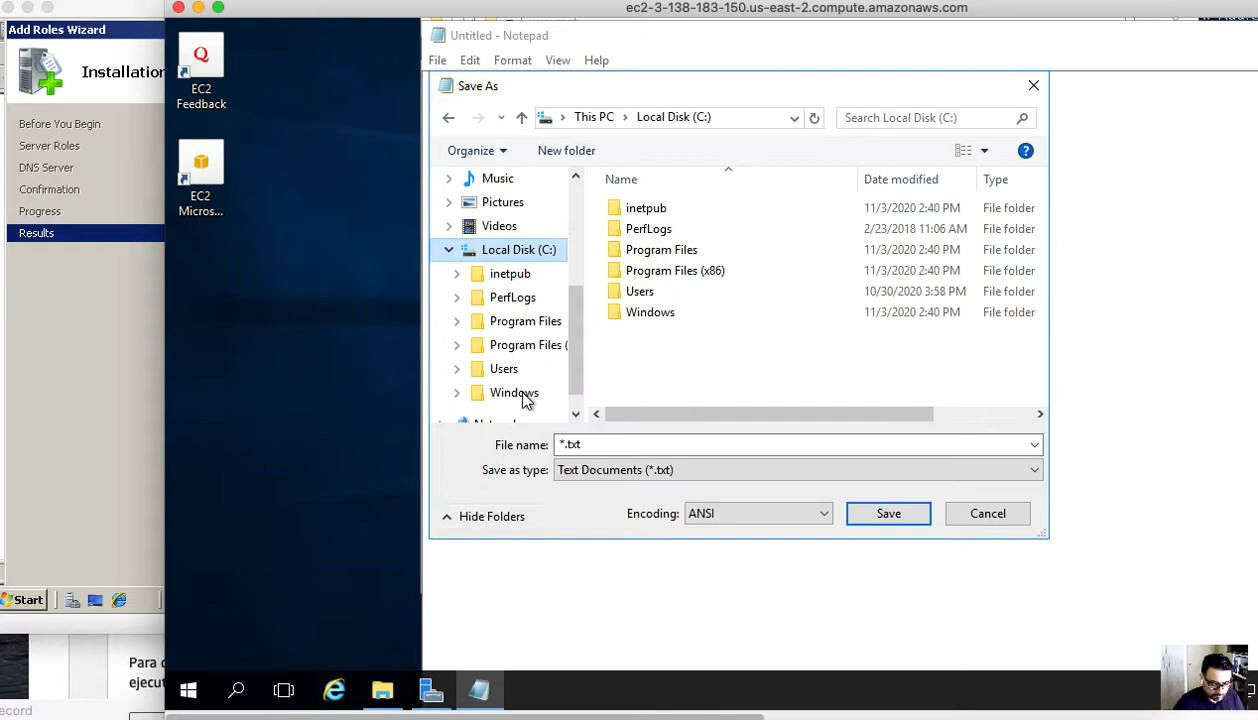 ec2-3-138-183-150.us-east-2.compute.amazonaws.com
Add Roles Wizard
Installation
Before You Begin
Server Roles
DNS Server
Confirmation
Progress
Results
Start
Para
ejecut
ecord
Q
EC2
Feedback
EC2
Micros...
Untitled - Notepad
File Edit Format View Help
Save As
This PC Local Disk (C:)
Search Local Disk (C:)
Organize New folder
?
Music
Pictures
Videos
Local Disk (C:)
inetpub
PerfLogs
Program Files
Program Files (
Users
Windows
Name Date modified Type
inetpub 11/3/2020 2:40 PM File folder
PerfLogs 2/23/2018 11:06 AM File folder
Program Files 11/3/2020 2:40 PM File folder
Program Files (x86) 11/3/2020 2:40 PM File folder
Users 10/30/2020 3:58 PM File folder
Windows 11/3/2020 2:40 PM File folder
File name: *.txt
Save as type: Text Documents (*.txt)
Hide Folders
Encoding: ANSI
Save
Cancel